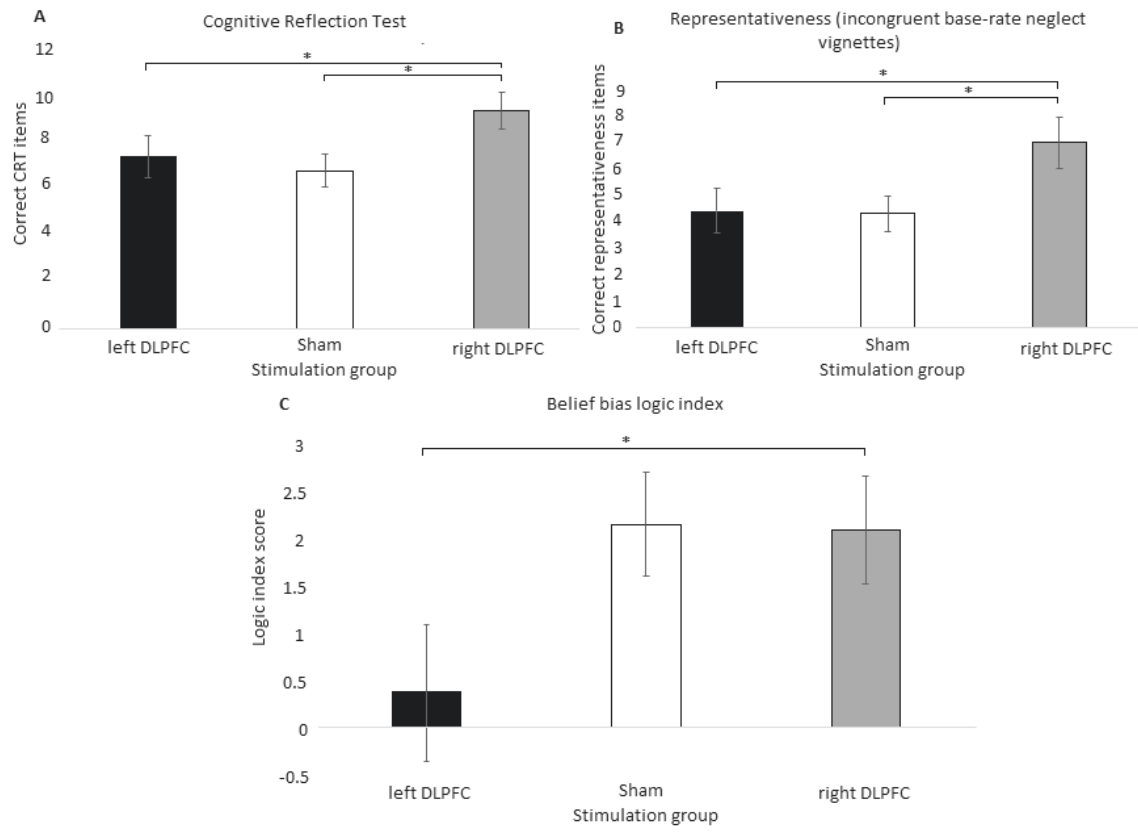 A
Cognitive Reflection Test
12
10
8
6
4
2
0
Correct CRT items
*
*
left DLPFC
Sham
right DLPFC
Stimulation group
B
Representativeness (incongruent base-rate neglect
vignettes)
9
8
7
6
5
4
3
2
1
0
Correct representativeness items
*
*
left DLPFC
Sham
right DLPFC
Stimulation group
C
Belief bias logic index
3
2.5
2
1.5
1
0.5
0
-0.5
Logic index score
*
left DLPFC
Sham
right DLPFC
Stimulation group